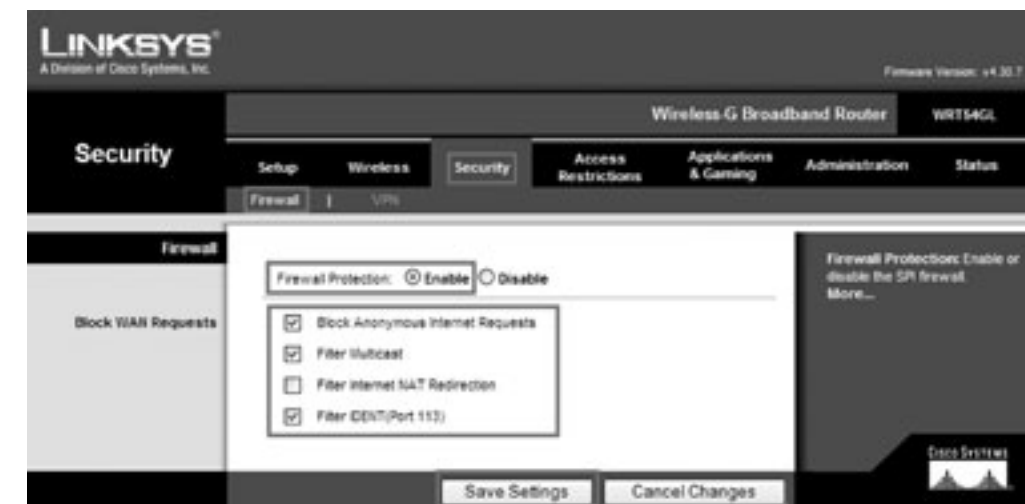 LINKSYS®
A Division of Cisco Systems, Inc.
Firmware Version: v4.30.7
Wireless-G Broadband Router
WRT54GL
Security
Setup
Wireless
Security
Access Restrictions
Applications & Gaming
Administration
Status
Firewall | VPN
Firewall
Firewall Protection: Enable Disable
Block WAN Requests
Block Anonymous Internet Requests
Filter Multicast
Filter Internet NAT Redirection
Filter IDENT(Port 113)
Firewall Protection: Enable or
disable the SPI firewall.
More...
Save Settings
Cancel Changes
CISCO SYSTEMS